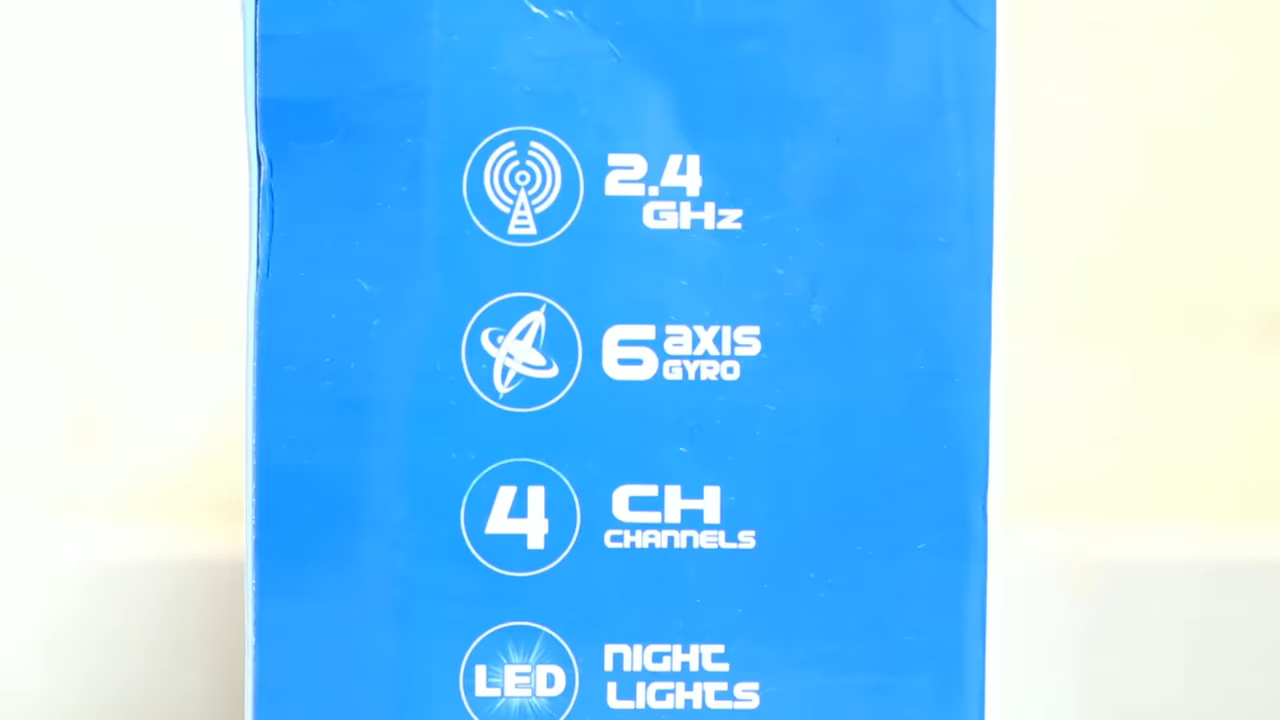 2.4
GHz
6 axis
GYRO
4 CH
CHANNELS
LED NIGHT
LIGHTS